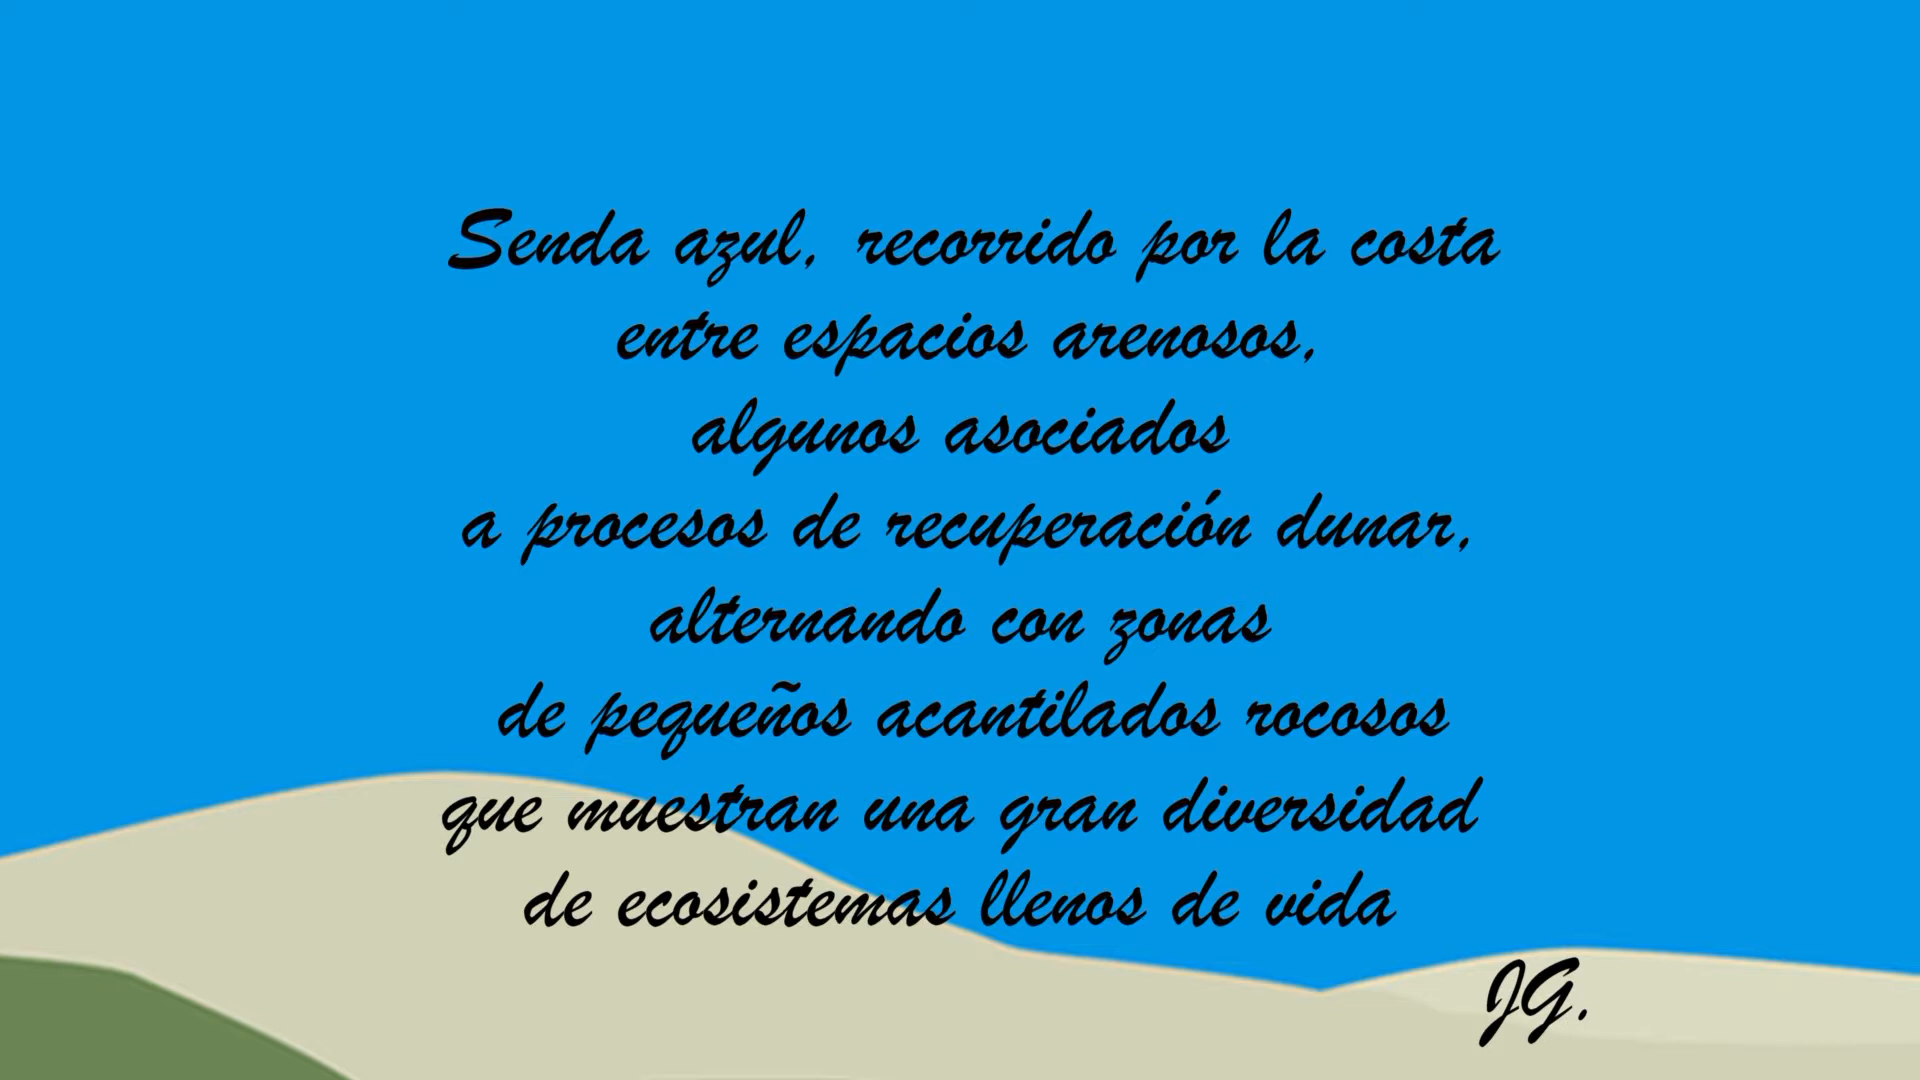 Senda azul, recorrido por la costa
entre espacios arenosos,
algunos asociados
a procesos de recuperación dunar,
alternando con zonas
de pequeños acantilados rocosos
que muestran una gran diversidad
de ecosistemas llenos de vida
JG.